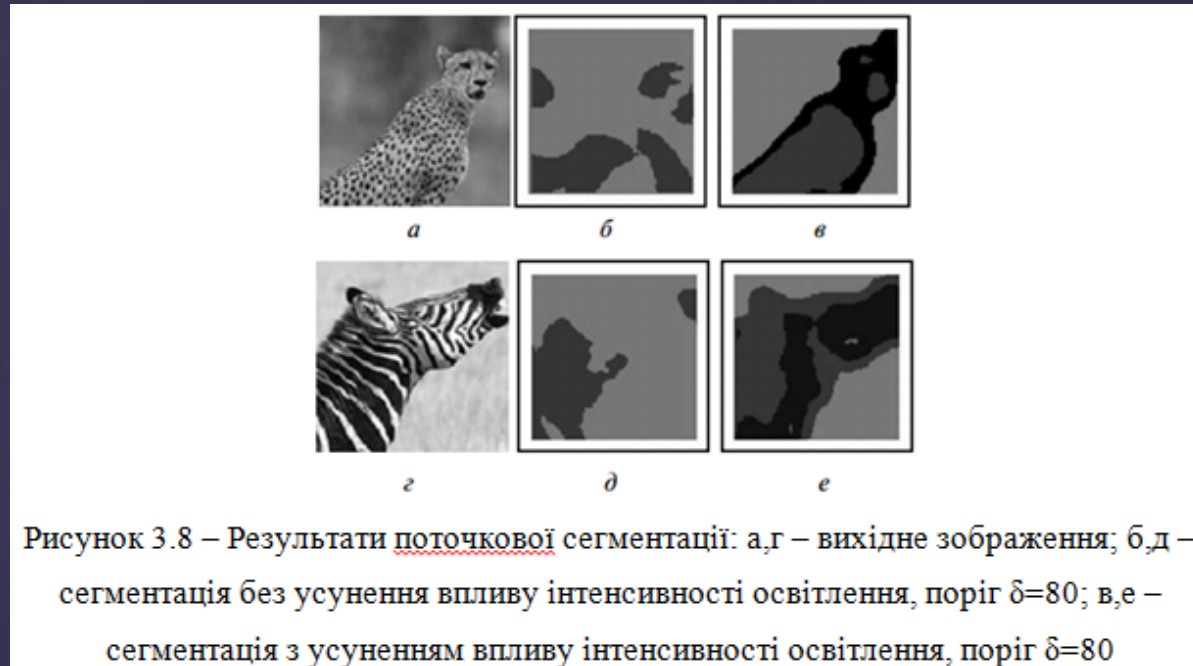 а б в
г д е
Рисунок 3.8 – Результати поточкової сегментації: а,г – вихідне зображення; б,д –
сегментація без усунення впливу інтенсивності освітлення, поріг δ=80; в,е –
сегментація з усуненням впливу інтенсивності освітлення, поріг δ=80